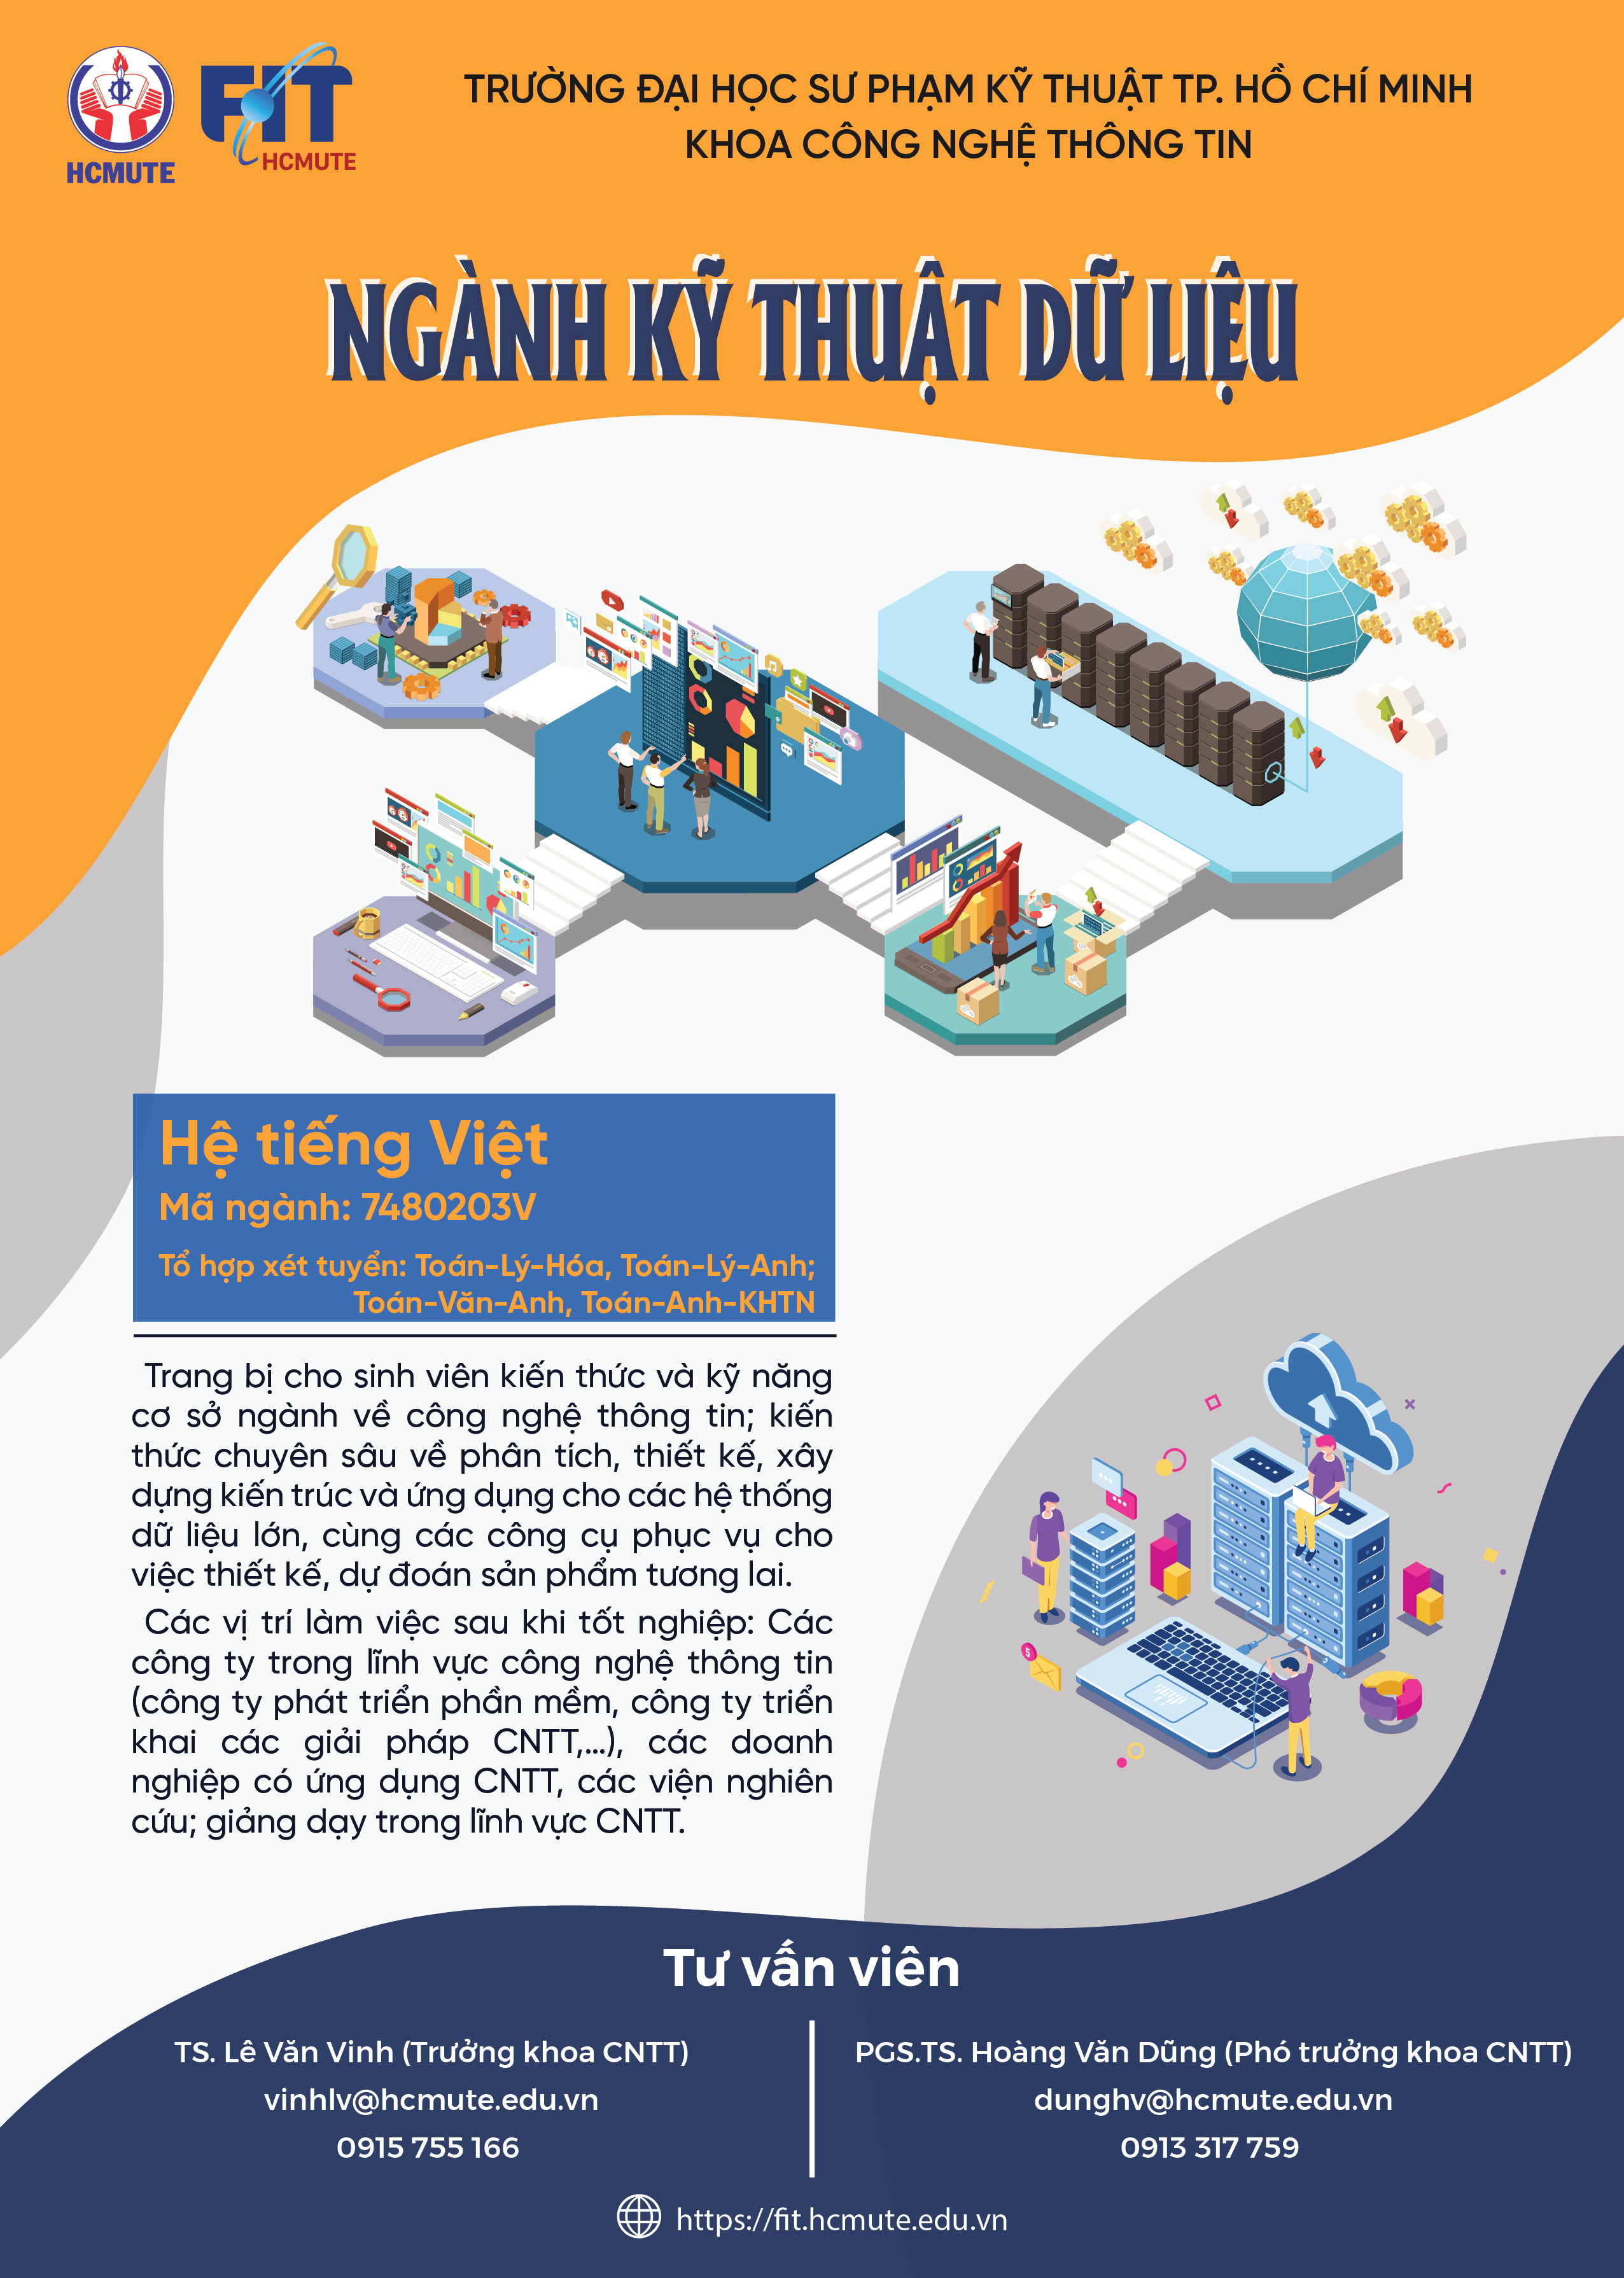 HCMUTE
FIT
HCMUTE
TRƯỜNG ĐẠI HỌC SƯ PHẠM KỸ THUẬT TP. HỒ CHÍ MINH
KHOA CÔNG NGHỆ THÔNG TIN
NGÀNH KỸ THUẬT DỮ LIỆU
Hệ tiếng Việt
Mã ngành: 7480203V
Tổ hợp xét tuyển: Toán-Lý-Hóa, Toán-Lý-Anh;
Toán-Văn-Anh, Toán-Anh-KHTN
Trang bị cho sinh viên kiến thức và kỹ năng
cơ sở ngành về công nghệ thông tin; kiến
thức chuyên sâu về phân tích, thiết kế, xây
dựng kiến trúc và ứng dụng cho các hệ thống
dữ liệu lớn, cùng các công cụ phục vụ cho
việc thiết kế, dự đoán sản phẩm tương lai.
Các vị trí làm việc sau khi tốt nghiệp: Các
công ty trong lĩnh vực công nghệ thông tin
(công ty phát triển phần mềm, công ty triển
khai các giải pháp CNTT,...), các doanh
nghiệp có ứng dụng CNTT, các viện nghiên
cứu; giảng dạy trong lĩnh vực CNTT.
5
Tư vấn viên
TS. Lê Văn Vinh (Trưởng khoa CNTT)
vinhlv@hcmute.edu.vn
0915 755 166
PGS.TS. Hoàng Văn Dũng (Phó trưởng khoa CNTT)
dunghv@hcmute.edu.vn
0913 317 759
https://fit.hcmute.edu.vn